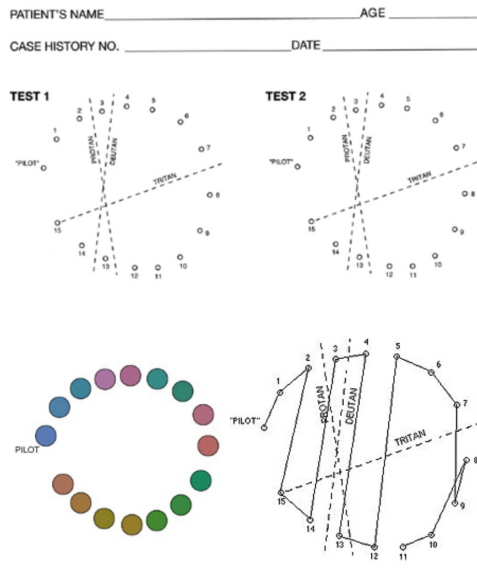 PATIENT'S NAME AGE
CASE HISTORY NO. DATE
TEST 1
1
2
3
4
5
6
7
8
9
10
11
12
13
14
15
"PILOT"
PROTAN
DEUTAN
TRITAN
TEST 2
1
2
3
4
5
6
7
8
9
10
11
12
13
14
15
"PILOT"
PROTAN
DEUTAN
TRITAN
PILOT
1
2
3
4
5
6
7
8
9
10
11
12
13
14
15
"PILOT"
PROTAN
DEUTAN
TRITAN